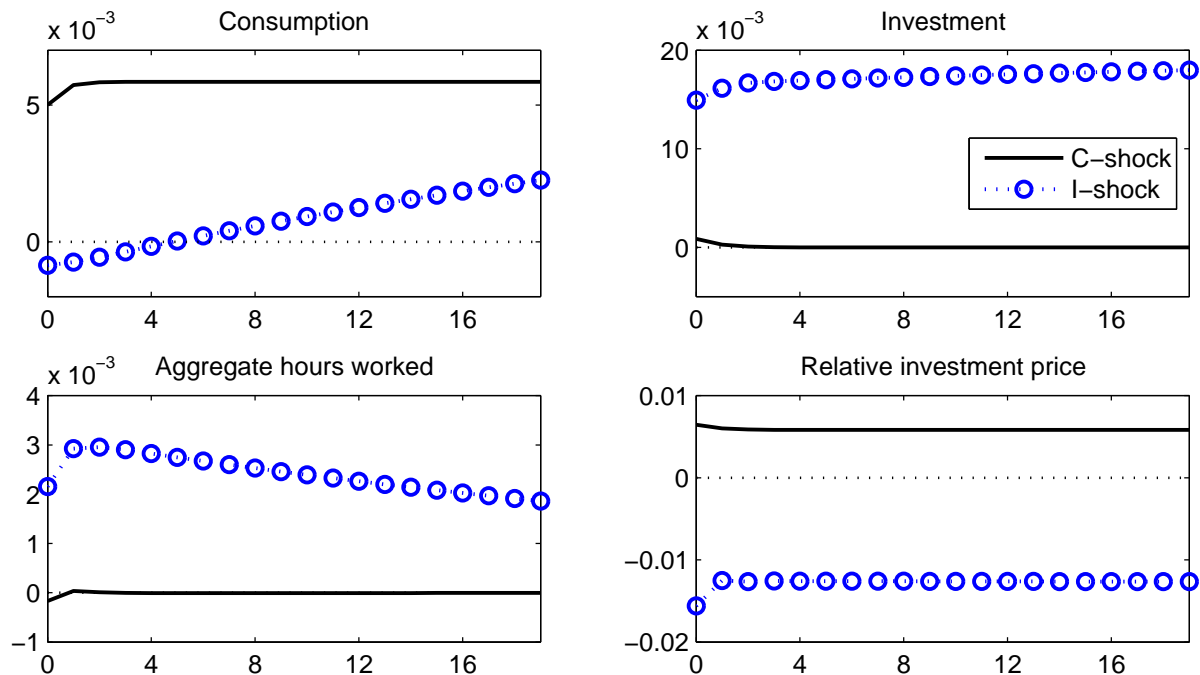 Consumption
x 10−3
5
0
0 4 8 12 16
Investment
x 10−3
20
10
0
0 4 8 12 16
C−shock
I−shock
Aggregate hours worked
x 10−3
4
3
2
1
0
−1
0 4 8 12 16
Relative investment price
0.01
0
−0.01
−0.02
0 4 8 12 16